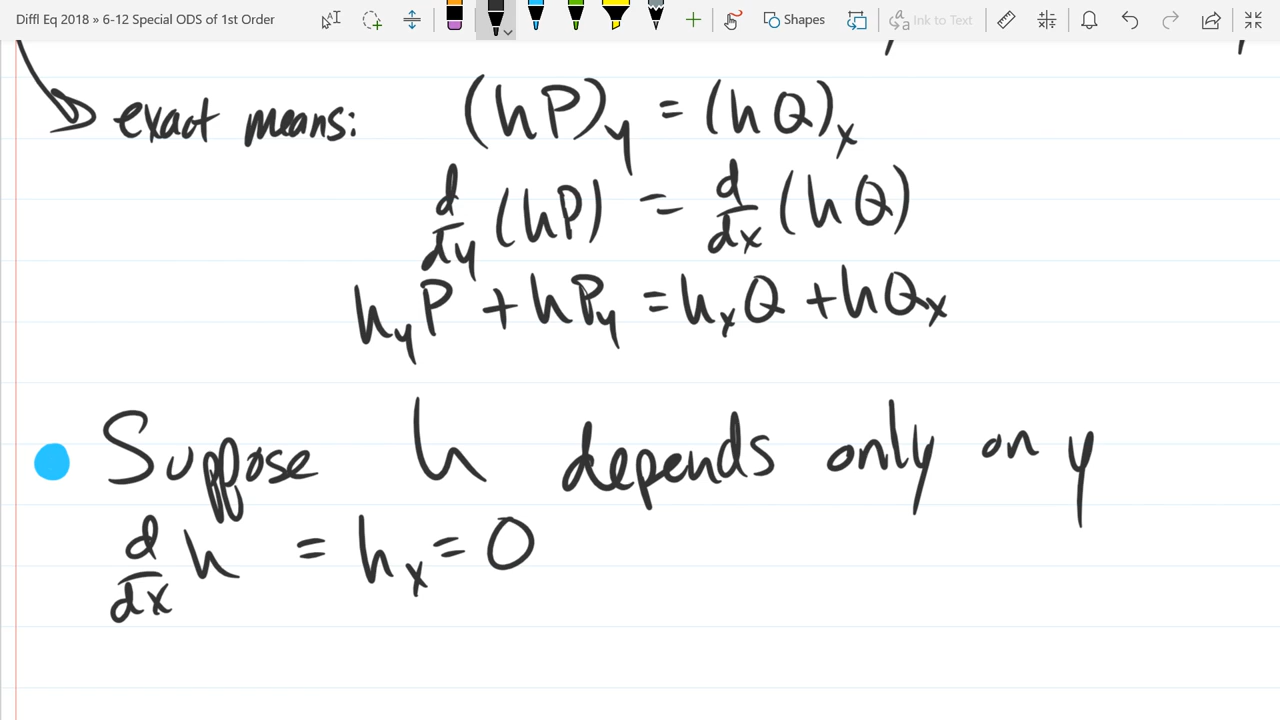 Diffl Eq 2018 » 6-12 Special ODS of 1st Order
Shapes
Ink to Text
exact means: (hP)y = (hQ)x
d/dy (hP) = d/dx (hQ)
hyP + hPy = hxQ + hQx
Suppose h depends only on y
d/dx h = hx = 0